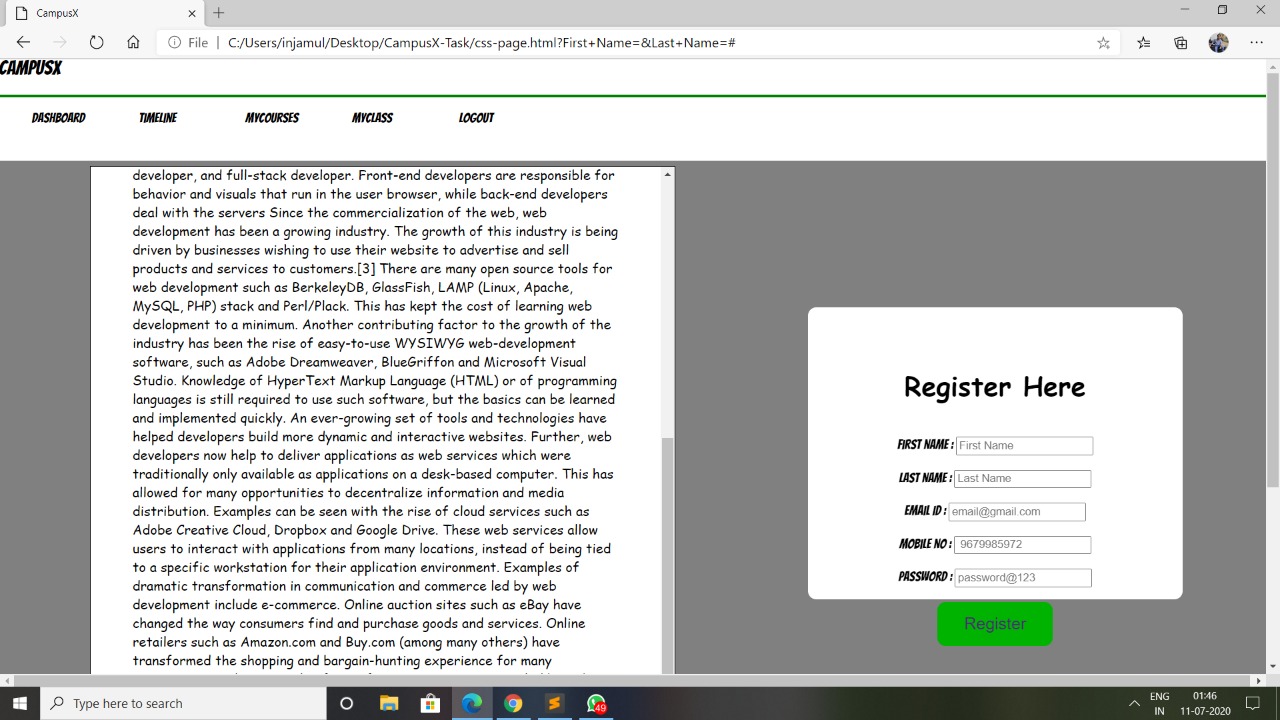 CampusX
File
C:/Users/injamul/Desktop/CampusX-Task/css-page.html?First+Name=&Last+Name=#
CAMPUSX
DASHBOARD TIMELINE MYCOURSES MYCLASS LOGOUT
developer, and full-stack developer. Front-end developers are responsible for
behavior and visuals that run in the user browser, while back-end developers
deal with the servers Since the commercialization of the web, web
development has been a growing industry. The growth of this industry is being
driven by businesses wishing to use their website to advertise and sell
products and services to customers.[3] There are many open source tools for
web development such as BerkeleyDB, GlassFish, LAMP (Linux, Apache,
MySQL, PHP) stack and Perl/Plack. This has kept the cost of learning web
development to a minimum. Another contributing factor to the growth of the
industry has been the rise of easy-to-use WYSIWYG web-development
software, such as Adobe Dreamweaver, BlueGriffon and Microsoft Visual
Studio. Knowledge of HyperText Markup Language (HTML) or of programming
languages is still required to use such software, but the basics can be learned
and implemented quickly. An ever-growing set of tools and technologies have
helped developers build more dynamic and interactive websites. Further, web
developers now help to deliver applications as web services which were
traditionally only available as applications on a desk-based computer. This has
allowed for many opportunities to decentralize information and media
distribution. Examples can be seen with the rise of cloud services such as
Adobe Creative Cloud, Dropbox and Google Drive. These web services allow
users to interact with applications from many locations, instead of being tied
to a specific workstation for their application environment. Examples of
dramatic transformation in communication and commerce led by web
development include e-commerce. Online auction sites such as eBay have
changed the way consumers find and purchase goods and services. Online
retailers such as Amazon.com and Buy.com (among many others) have
transformed the shopping and bargain-hunting experience for many
Register Here
FIRST NAME : First Name
LAST NAME : Last Name
EMAIL ID : email@gmail.com
MOBILE NO : 9679985972
PASSWORD : password@123
Register
Type here to search
49
ENG
IN
01:46
11-07-2020